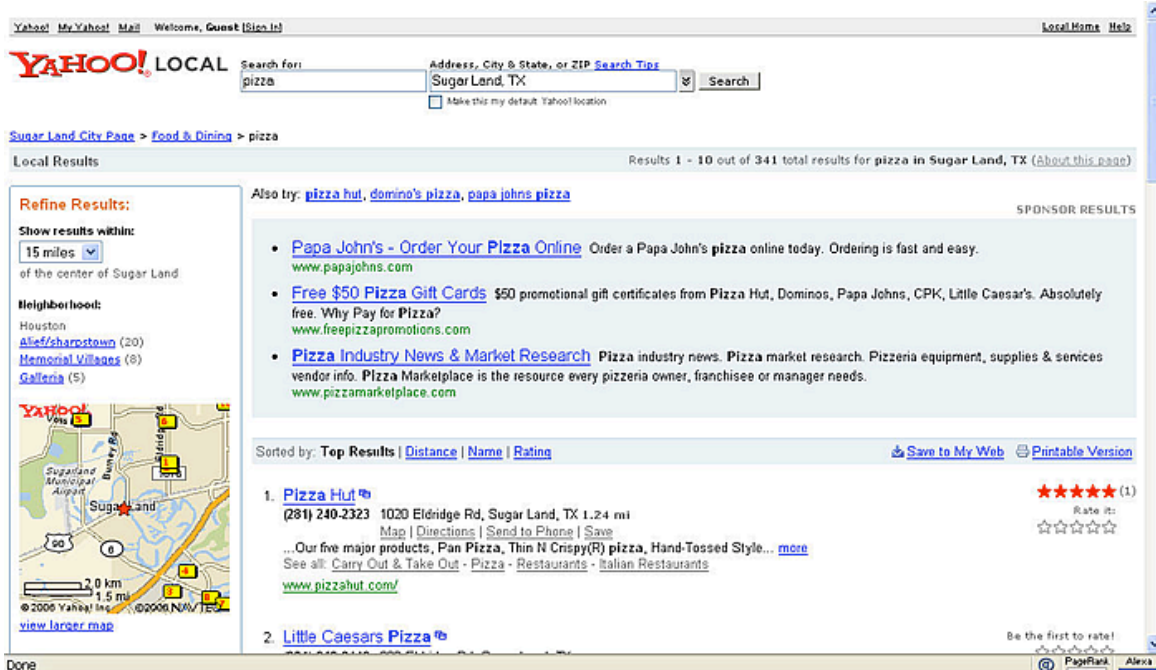 Yahoo! My Yahoo! Mail Welcome, Guest [Sign In] Local Home Help
YAHOO! LOCAL
Search for: Address, City & State, or ZIP Search Tips
pizza Sugar Land, TX Search
Make this my default Yahoo! location
Sugar Land City Page > Food & Dining > pizza
Local Results Results 1 - 10 out of 341 total results for pizza in Sugar Land, TX (About this page)
Refine Results:
Show results within:
15 miles
of the center of Sugar Land
Neighborhood:
Houston
Alief/sharpstown (20)
Memorial Villages (8)
Galleria (5)
YAHOO!
Voss
5
6
Burney Rd
Eldridge
1
Sugarland
Municipal
Airport
Sugar Land
90
6
4
2.0 km
1.5 mi
3
8
© 2006 Yahoo! Inc ©2006 NAVTEQ
view larger map
Also try: pizza hut, domino's pizza, papa johns pizza
SPONSOR RESULTS
• Papa John's - Order Your Pizza Online Order a Papa John's pizza online today. Ordering is fast and easy.
www.papajohns.com
• Free $50 Pizza Gift Cards $50 promotional gift certificates from Pizza Hut, Dominos, Papa Johns, CPK, Little Caesar's. Absolutely
free. Why Pay for Pizza?
www.freepizzapromotions.com
• Pizza Industry News & Market Research Pizza industry news. Pizza market research. Pizzeria equipment, supplies & services
vendor info. Pizza Marketplace is the resource every pizzeria owner, franchisee or manager needs.
www.pizzamarketplace.com
Sorted by: Top Results | Distance | Name | Rating Save to My Web Printable Version
1. Pizza Hut (1)
(281) 240-2323 1020 Eldridge Rd, Sugar Land, TX 1.24 mi Rate it:
Map | Directions | Send to Phone | Save
...Our five major products, Pan Pizza, Thin N Crispy(R) pizza, Hand-Tossed Style... more
See all: Carry Out & Take Out - Pizza - Restaurants - Italian Restaurants
www.pizzahut.com/
2. Little Caesars Pizza Be the first to rate!
Done PageRank Alexa